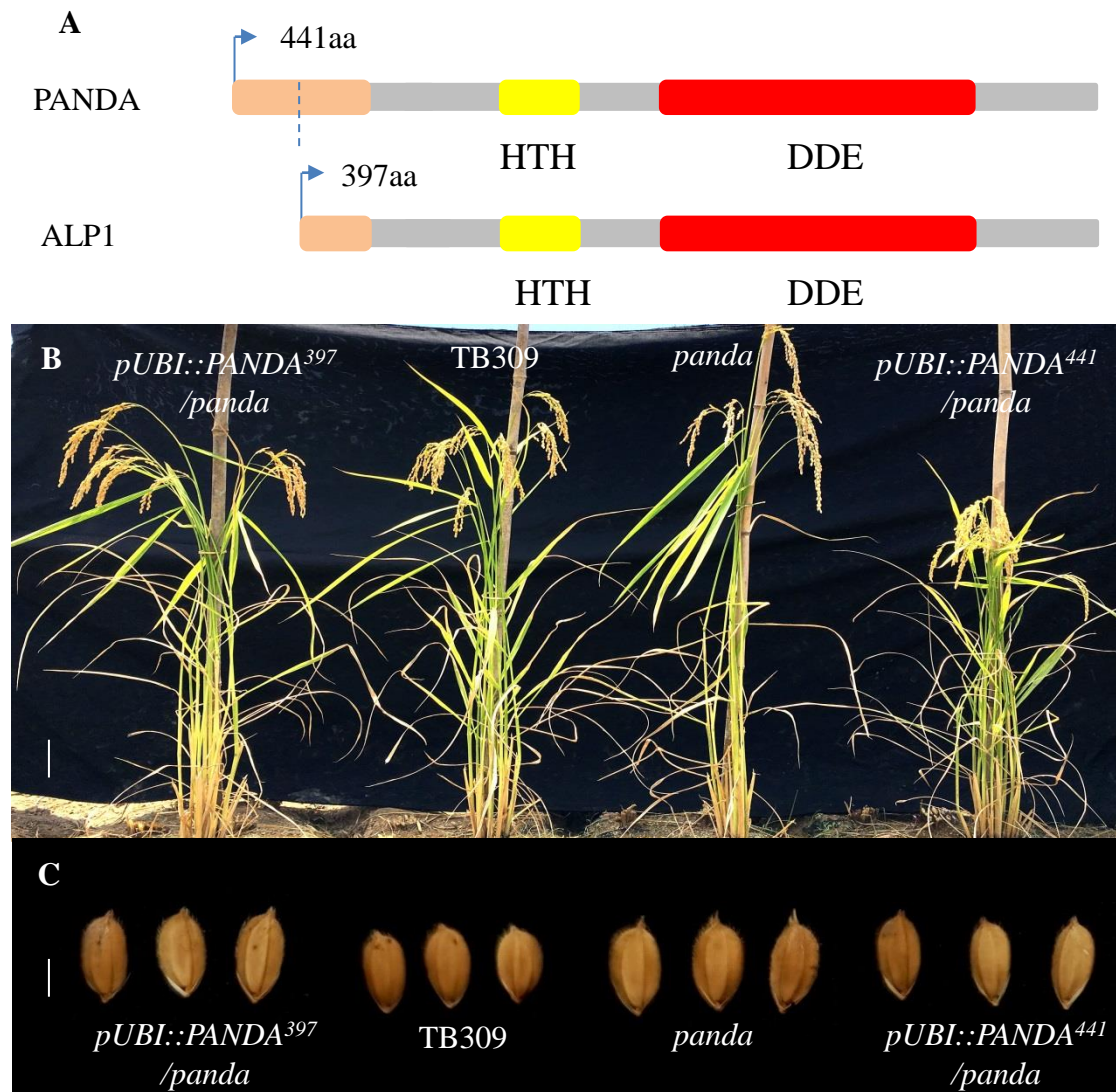 A
441aa
PANDA
HTH DDE
397aa
ALP1
HTH DDE
B
pUBI::PANDA³⁹⁷ TB309 panda pUBI::PANDA⁴⁴¹
/panda /panda
C
pUBI::PANDA³⁹⁷ TB309 panda pUBI::PANDA⁴⁴¹
/panda /panda